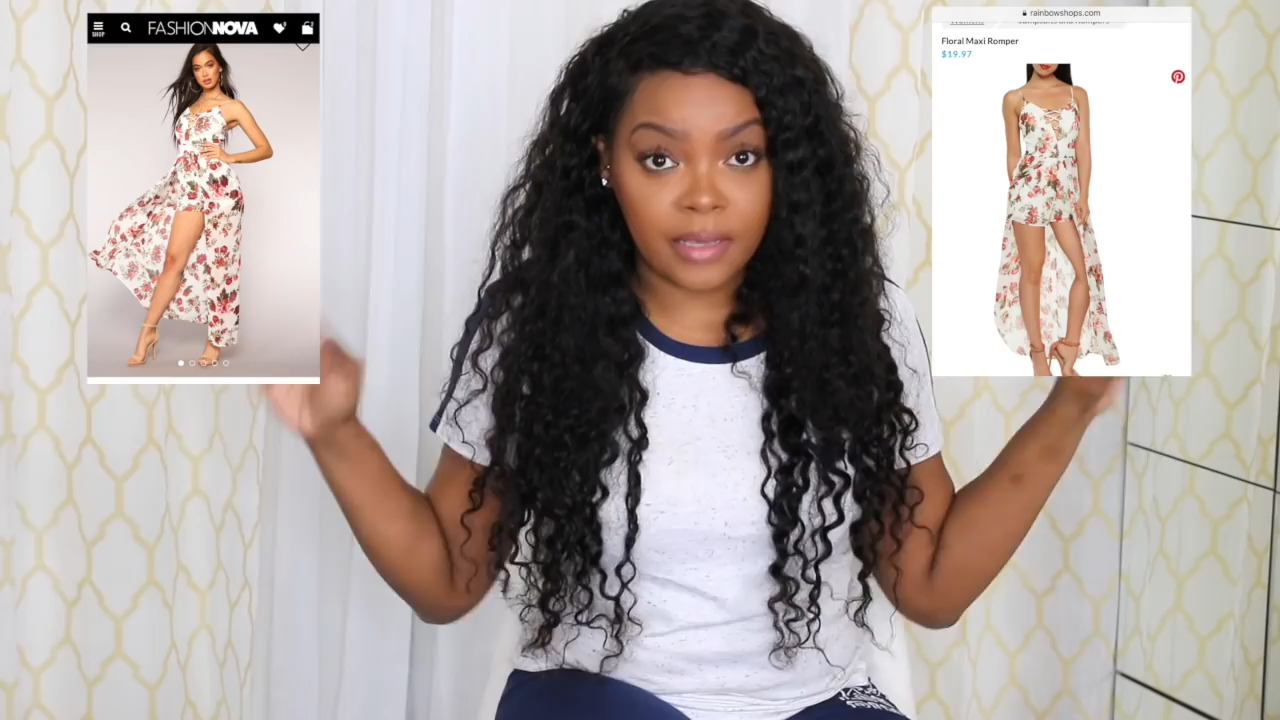 SHOP
FASHIONNOVA
rainbowshops.com
Floral Maxi Romper
$19.97